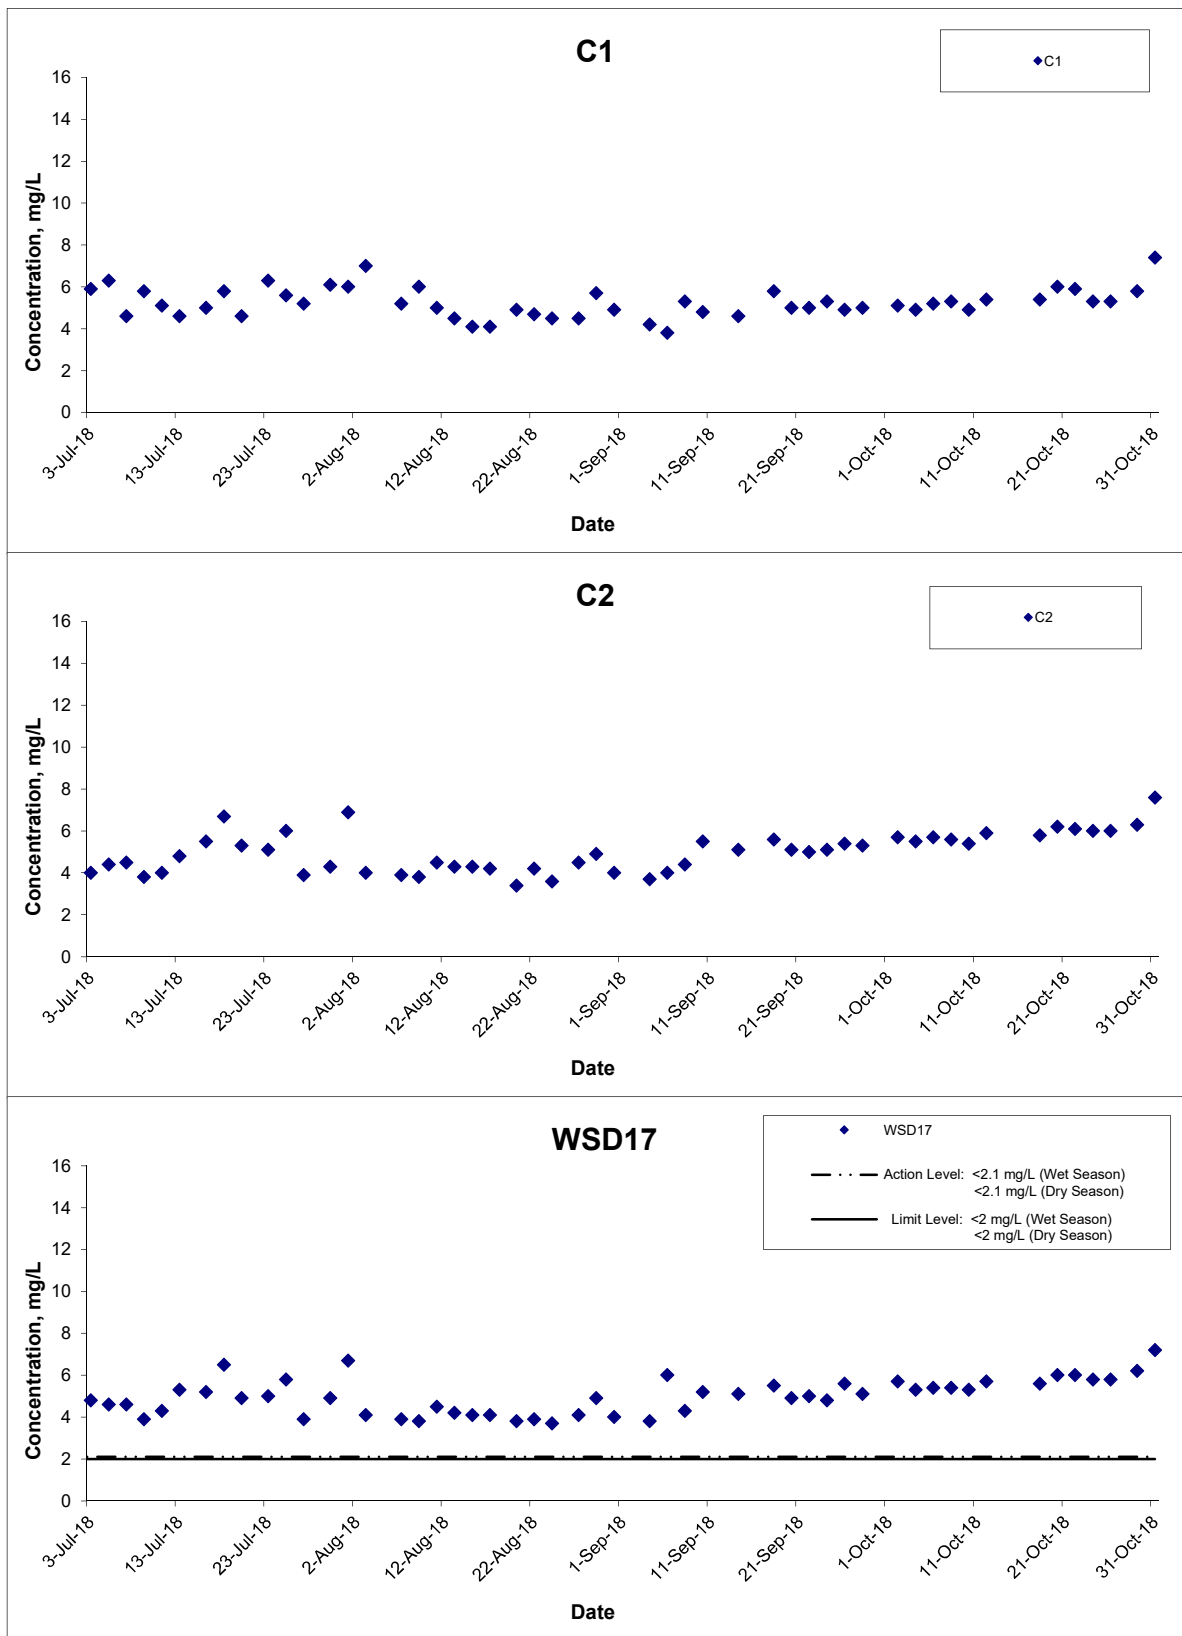 C1
C1
16
14
12
10
8
6
4
2
0
Concentration, mg/L
3-Jul-18
13-Jul-18
23-Jul-18
2-Aug-18
12-Aug-18
22-Aug-18
1-Sep-18
11-Sep-18
21-Sep-18
1-Oct-18
11-Oct-18
21-Oct-18
31-Oct-18
Date
C2
C2
16
14
12
10
8
6
4
2
0
Concentration, mg/L
3-Jul-18
13-Jul-18
23-Jul-18
2-Aug-18
12-Aug-18
22-Aug-18
1-Sep-18
11-Sep-18
21-Sep-18
1-Oct-18
11-Oct-18
21-Oct-18
31-Oct-18
Date
WSD17
WSD17
Action Level: <2.1 mg/L (Wet Season)
<2.1 mg/L (Dry Season)
Limit Level: <2 mg/L (Wet Season)
<2 mg/L (Dry Season)
16
14
12
10
8
6
4
2
0
Concentration, mg/L
3-Jul-18
13-Jul-18
23-Jul-18
2-Aug-18
12-Aug-18
22-Aug-18
1-Sep-18
11-Sep-18
21-Sep-18
1-Oct-18
11-Oct-18
21-Oct-18
31-Oct-18
Date